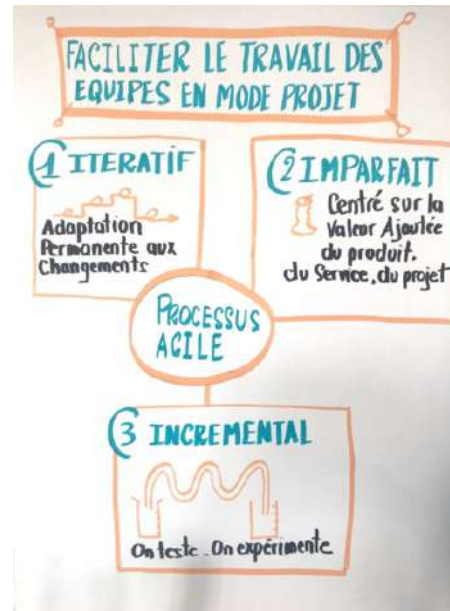 FACILITER LE TRAVAIL DES
EQUIPES EN MODE PROJET
1 ITERATIF
Adaptation
Permanente aux
Changements
2 IMPARFAIT
Centré sur la
Valeur Ajoutée
du produit.
du Service, du projet
PROCESSUS
AGILE
3 INCREMENTAL
On teste . On expérimente